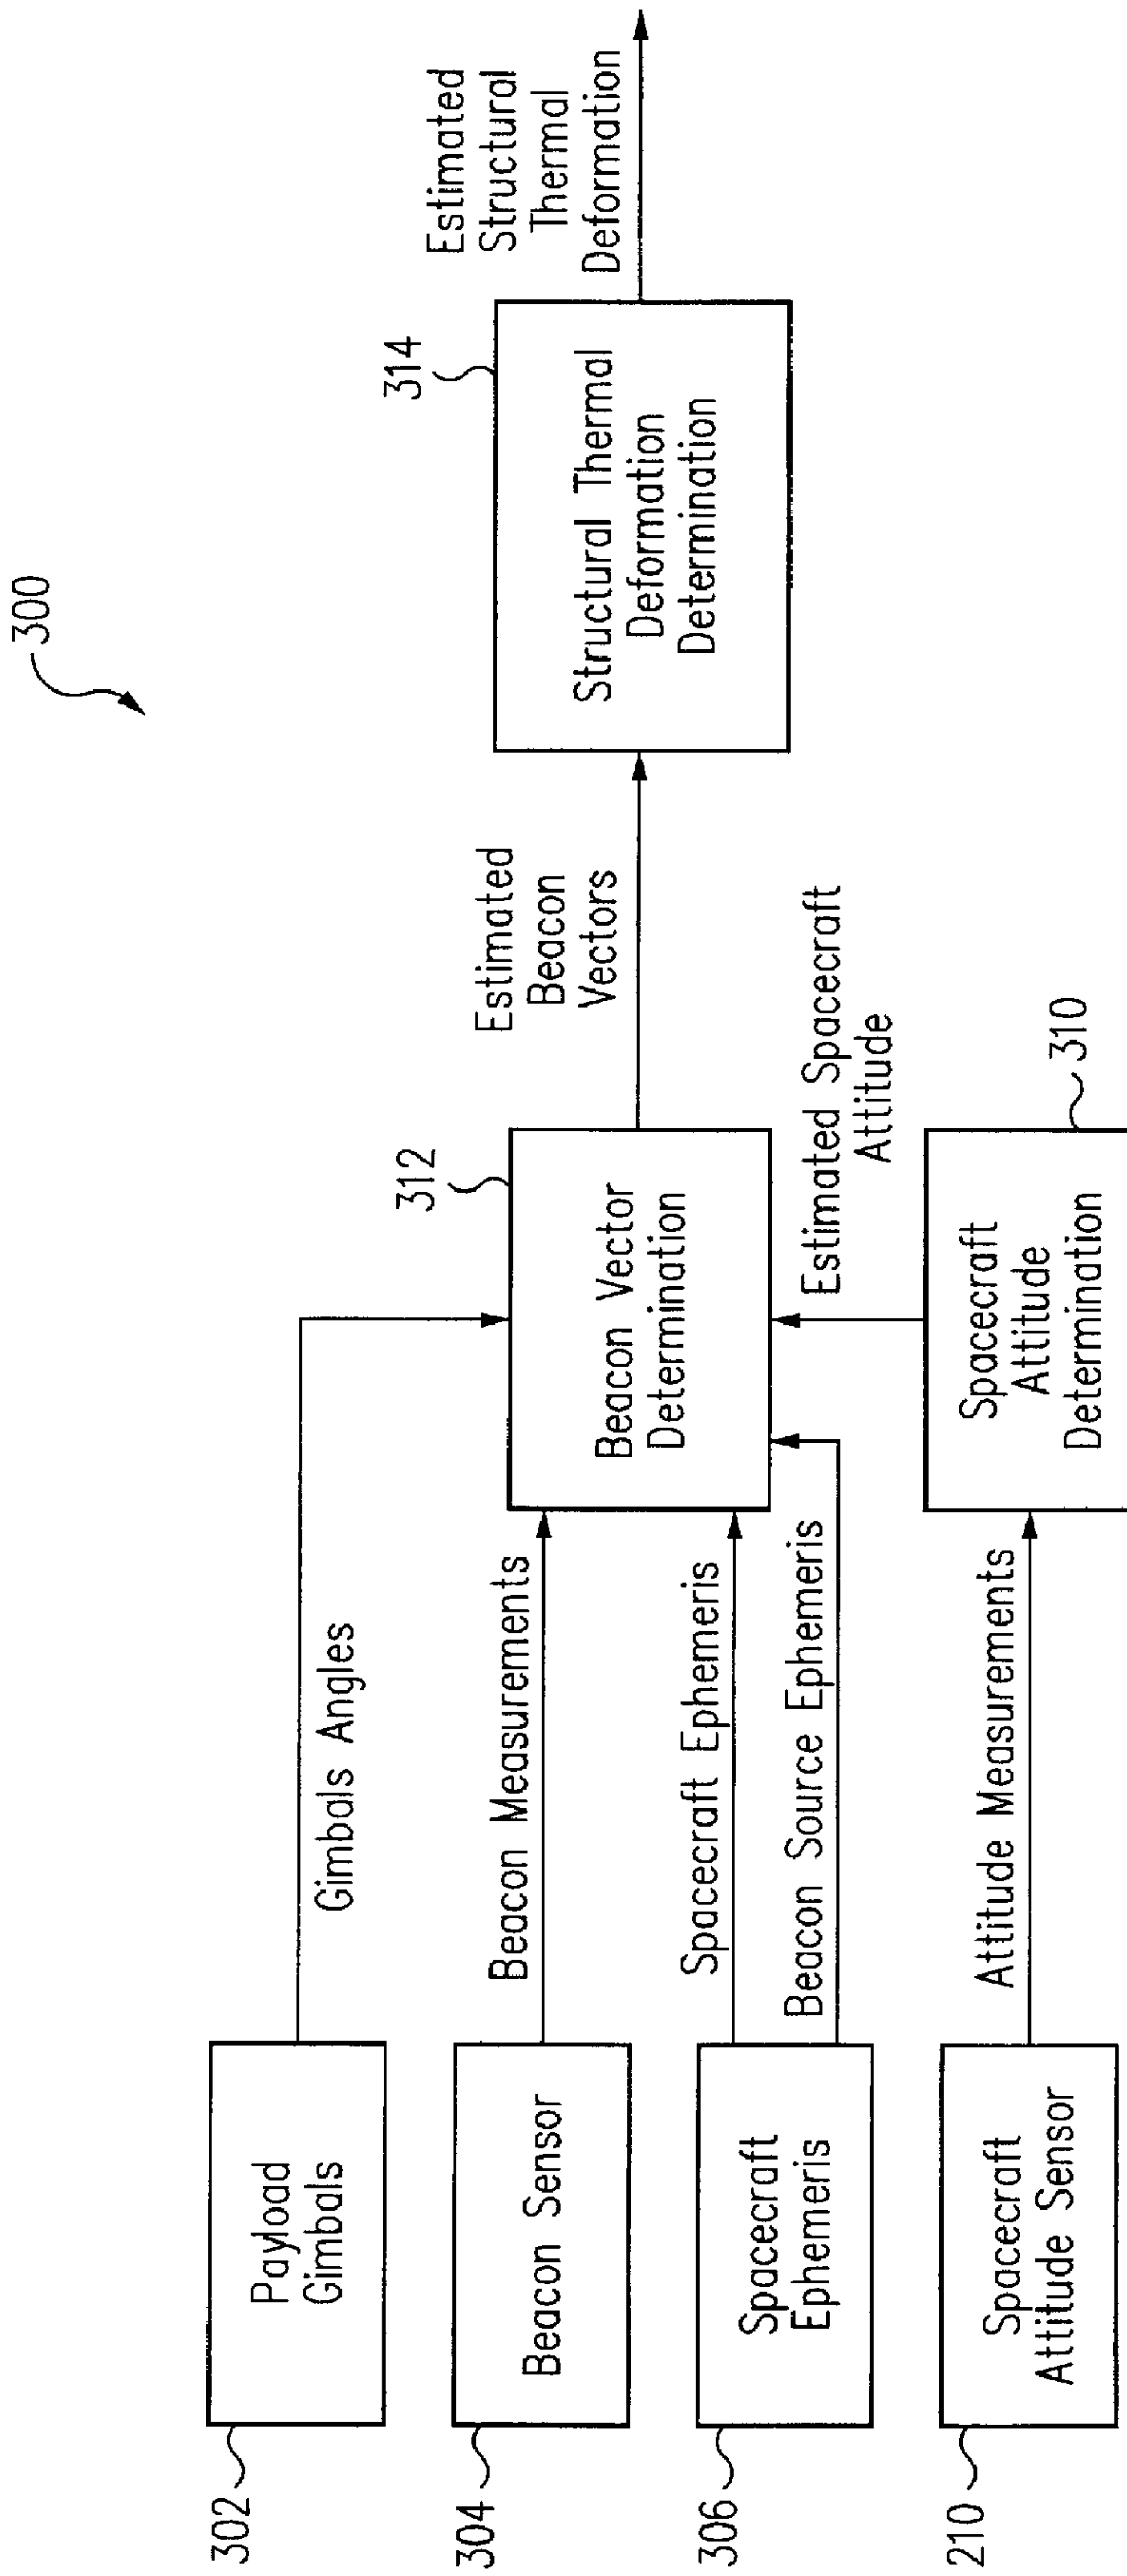 300
302
Payload
Gimbals
Gimbals Angles
304
Beacon Sensor
Beacon Measurements
306
Spacecraft
Ephemeris
Spacecraft Ephemeris
Beacon Source Ephemeris
210
Spacecraft
Attitude Sensor
Attitude Measurements
312
Beacon Vector
Determination
310
Spacecraft
Attitude
Determination
Estimated Spacecraft
Attitude
Estimated
Beacon
Vectors
314
Structural Thermal
Deformation
Determination
Estimated
Structural
Thermal
Deformation